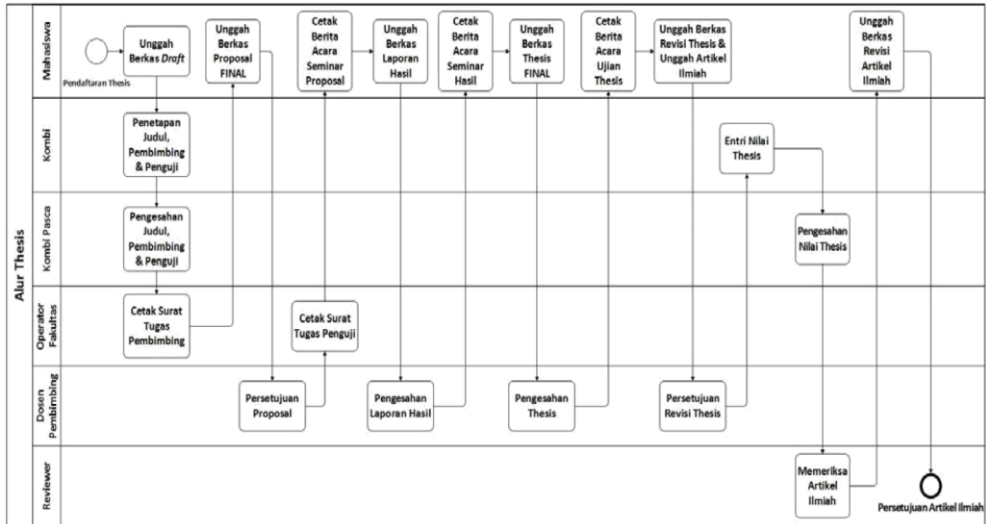 Alur Thesis
Mahasiswa
Pendaftaran Thesis
Unggah
Berkas Draft
Unggah
Berkas
Proposal
FINAL
Cetak
Berita
Acara
Seminar
Proposal
Unggah
Berkas
Laporan
Hasil
Cetak
Berita
Acara
Seminar
Hasil
Unggah
Berkas
Thesis
FINAL
Cetak
Berita
Acara
Ujian
Thesis
Unggah Berkas
Revisi Thesis &
Unggah Artikel
Ilmiah
Unggah
Berkas
Revisi
Artikel
Ilmiah
Kombi
Penetapan
Judul,
Pembimbing
& Penguji
Entri Nilai
Thesis
Kombi Pasca
Pengesahan
Judul,
Pembimbing
& Penguji
Pengesahan
Nilai Thesis
Operator
Fakultas
Cetak Surat
Tugas
Pembimbing
Cetak Surat
Tugas Penguji
Dosen
Pembimbing
Persetujuan
Proposal
Pengesahan
Laporan Hasil
Pengesahan
Thesis
Persetujuan
Revisi Thesis
Reviewer
Memeriksa
Artikel
Ilmiah
Persetujuan Artikel Ilmiah